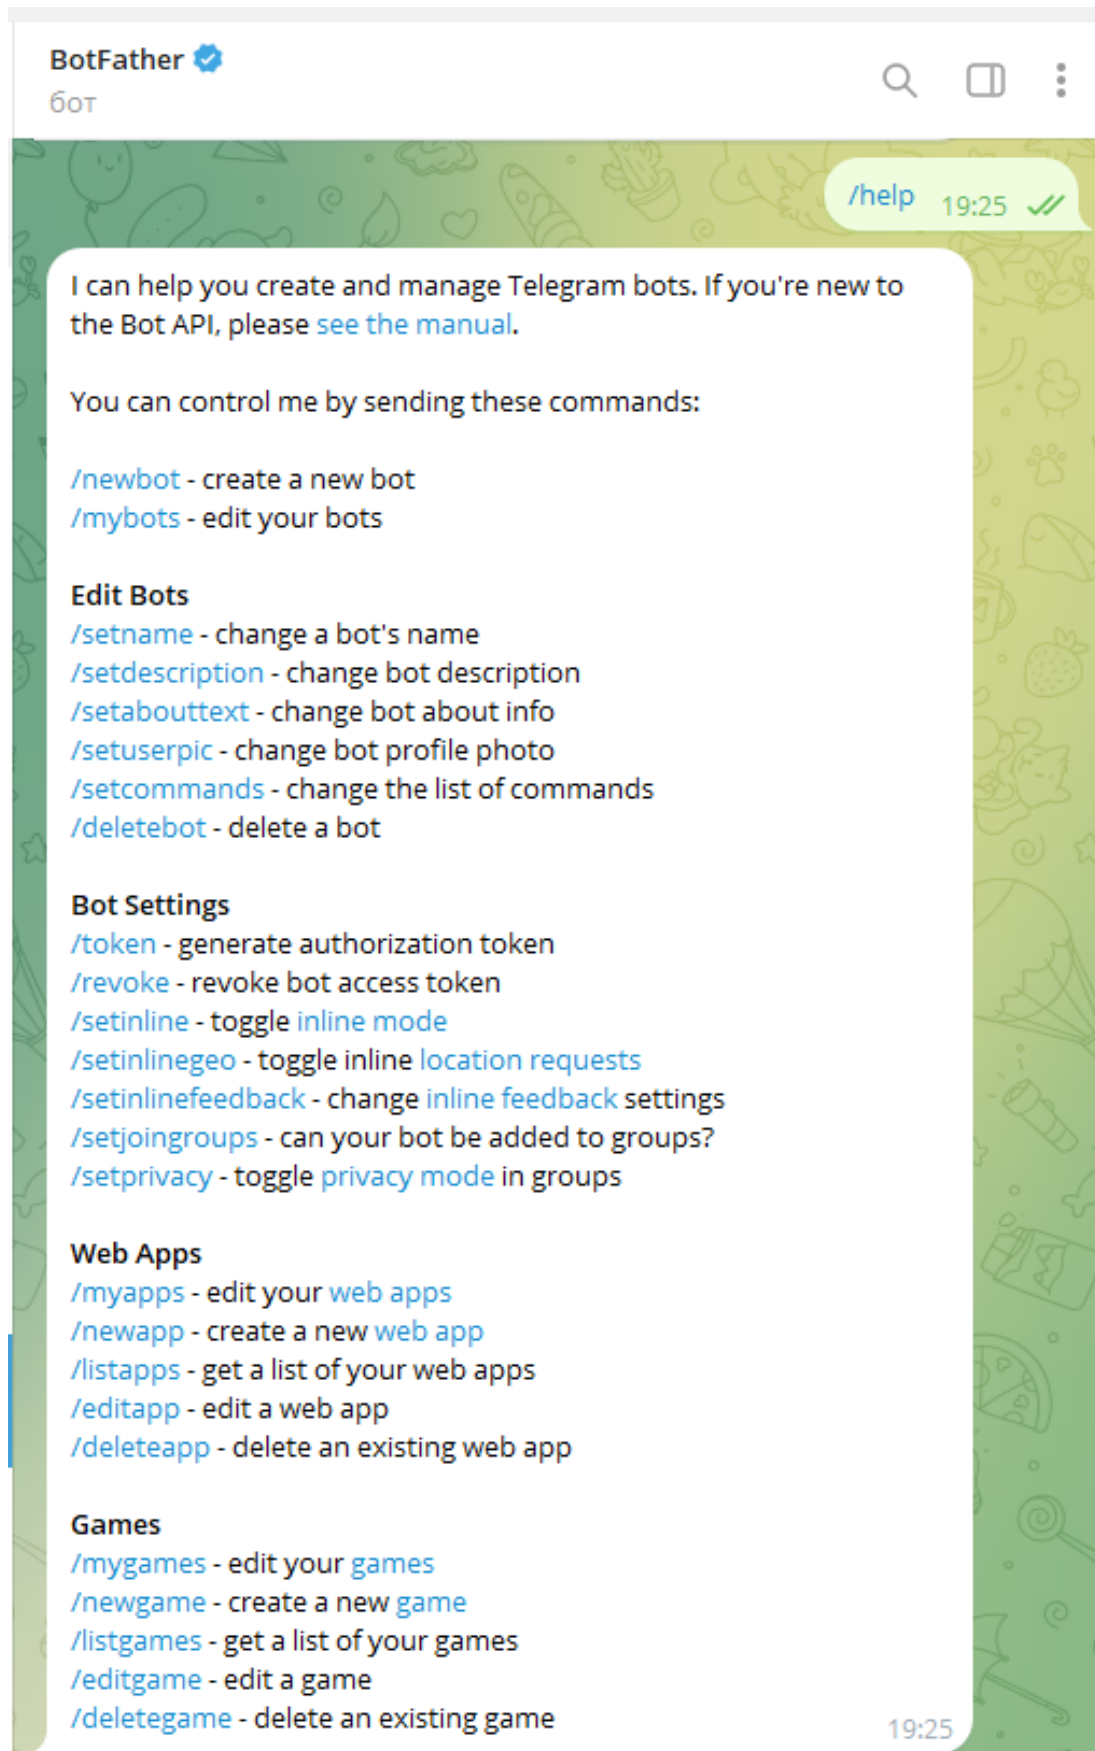 BotFather
бот
/help 19:25
I can help you create and manage Telegram bots. If you're new to
the Bot API, please see the manual.
You can control me by sending these commands:
/newbot - create a new bot
/mybots - edit your bots
Edit Bots
/setname - change a bot's name
/setdescription - change bot description
/setabouttext - change bot about info
/setuserpic - change bot profile photo
/setcommands - change the list of commands
/deletebot - delete a bot
Bot Settings
/token - generate authorization token
/revoke - revoke bot access token
/setinline - toggle inline mode
/setinlinegeo - toggle inline location requests
/setinlinefeedback - change inline feedback settings
/setjoingroups - can your bot be added to groups?
/setprivacy - toggle privacy mode in groups
Web Apps
/myapps - edit your web apps
/newapp - create a new web app
/listapps - get a list of your web apps
/editapp - edit a web app
/deleteapp - delete an existing web app
Games
/mygames - edit your games
/newgame - create a new game
/listgames - get a list of your games
/editgame - edit a game
/deletegame - delete an existing game
19:25